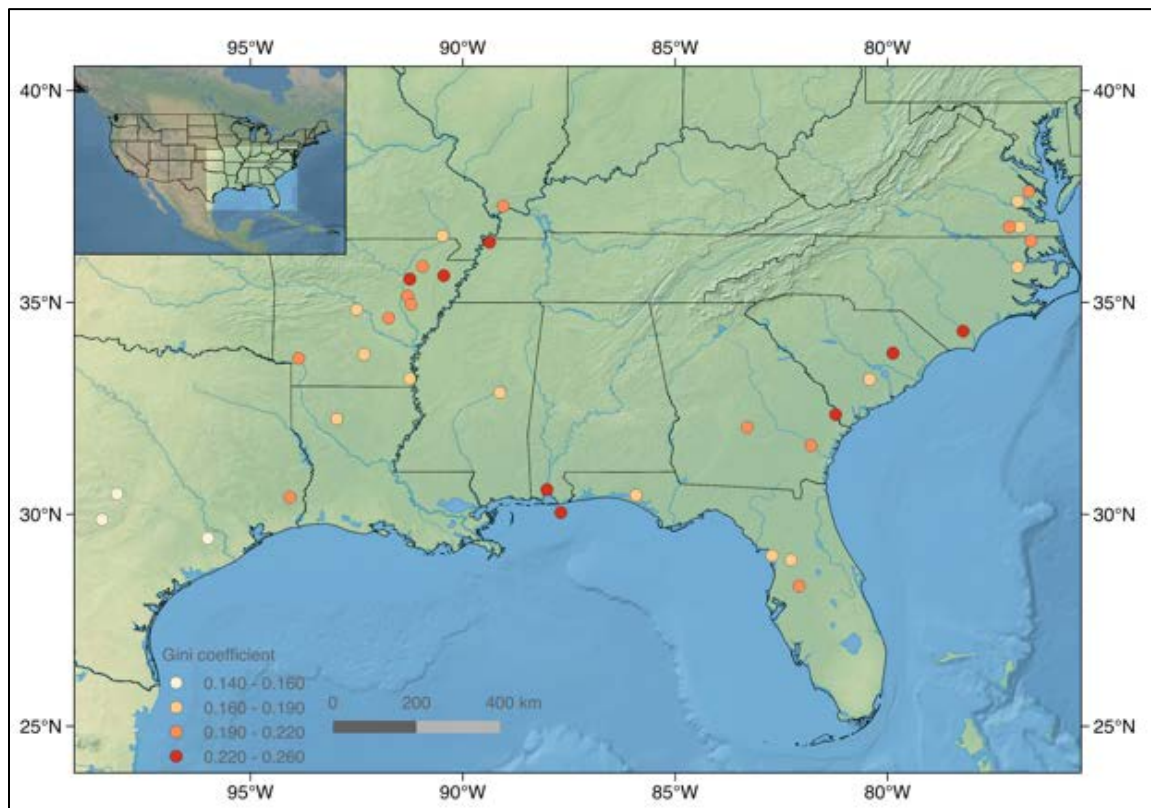 95°W 90°W 85°W 80°W
40°N 40°N
35°N 35°N
30°N 30°N
Gini coefficient
0.140 - 0.160
0.160 - 0.190
0.190 - 0.220
0.220 - 0.260
0 200 400 km
25°N 25°N
95°W 90°W 85°W 80°W